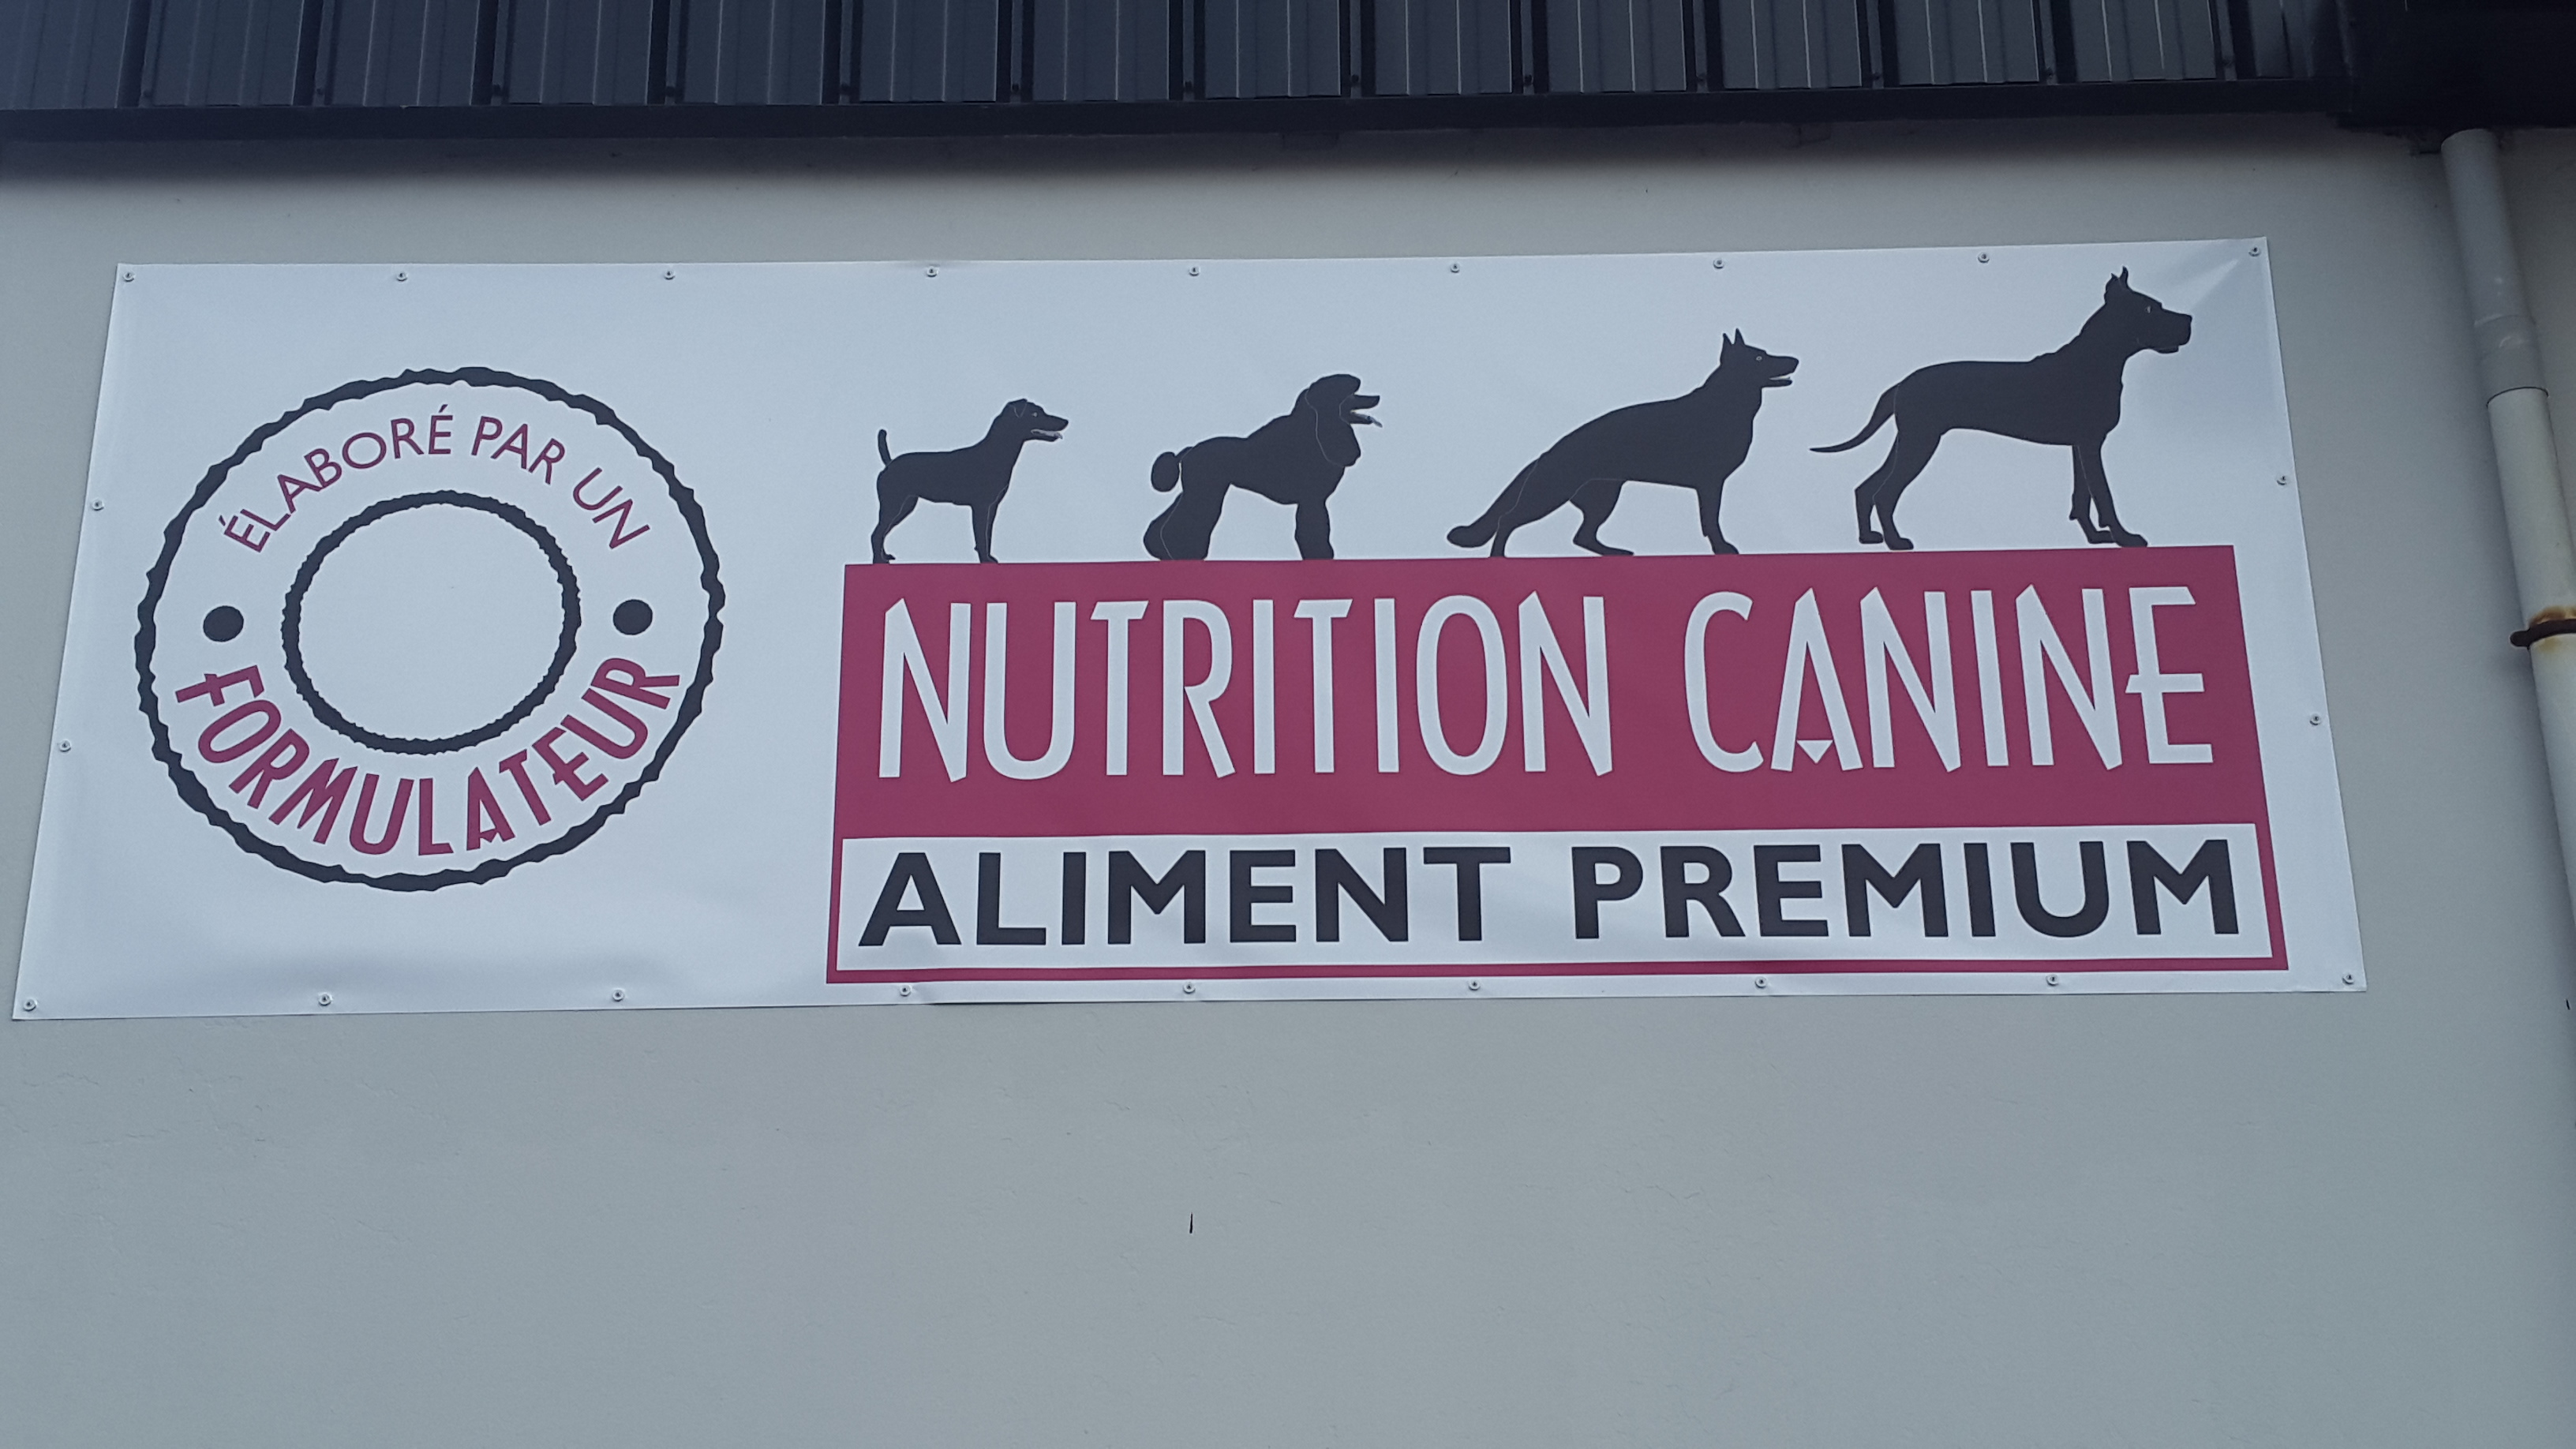 ÉLABORÉ PAR UN
FORMULATEUR
NUTRITION CANINE
ALIMENT PREMIUM